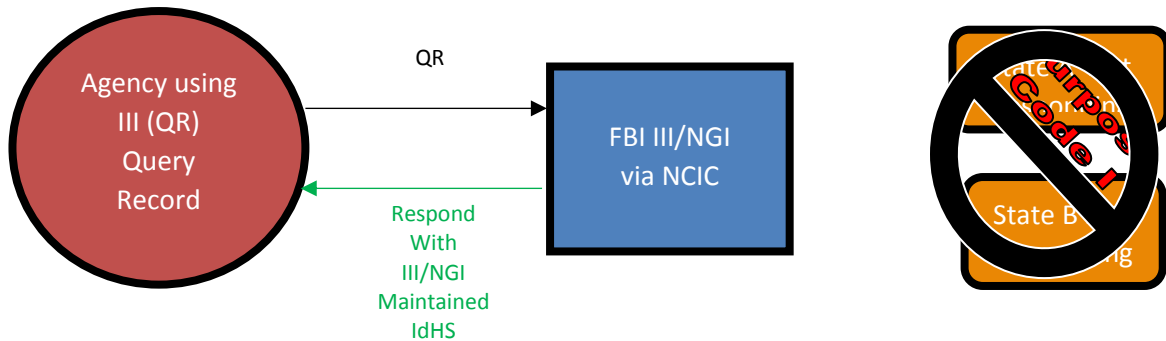 Agency using
III (QR)
Query
Record
QR
FBI III/NGI
via NCIC
Respond
With
III/NGI
Maintained
IdHS
Code I
State B